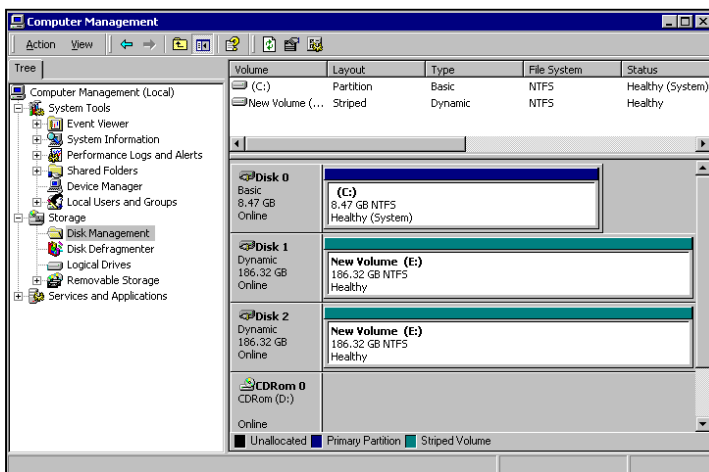 Computer Management
Action View
Tree
Computer Management (Local)
System Tools
Event Viewer
System Information
Performance Logs and Alerts
Shared Folders
Device Manager
Local Users and Groups
Storage
Disk Management
Disk Defragmenter
Logical Drives
Removable Storage
Services and Applications
Volume Layout Type File System Status
(C:) Partition Basic NTFS Healthy (System)
New Volume (... Striped Dynamic NTFS Healthy
Disk 0
Basic
8.47 GB
Online
(C:)
8.47 GB NTFS
Healthy (System)
Disk 1
Dynamic
186.32 GB
Online
New Volume (E:)
186.32 GB NTFS
Healthy
Disk 2
Dynamic
186.32 GB
Online
New Volume (E:)
186.32 GB NTFS
Healthy
CDRom 0
CDRom (D:)
Online
Unallocated Primary Partition Striped Volume